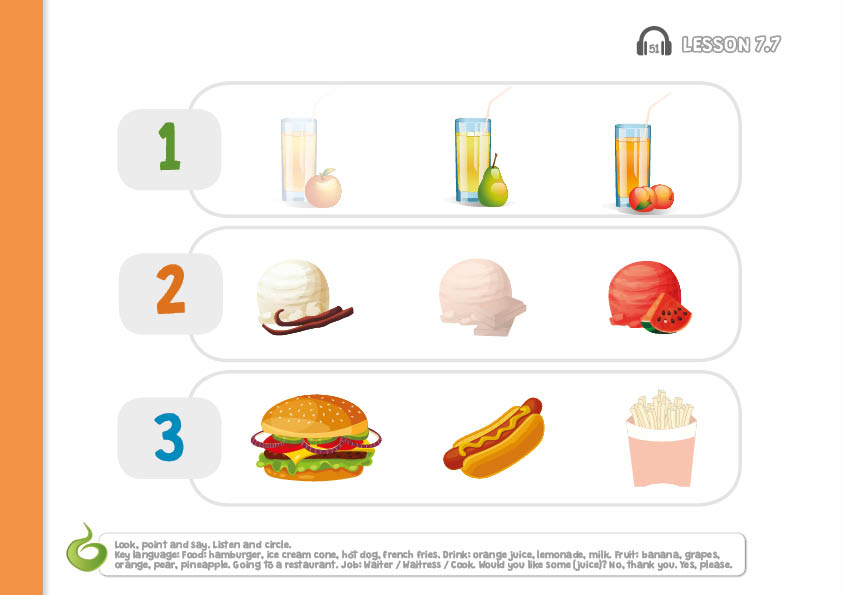 51 LESSON 7.7
1
2
3
Look, point and say. Listen and circle.
Key language: Food: hamburger, ice cream cone, hot dog, french fries. Drink: orange juice, lemonade, milk. Fruit: banana, grapes,
orange, pear, pineapple. Going to a restaurant. Job: Waiter / Waitress / Cook. Would you like some (juice)? No, thank you. Yes, please.